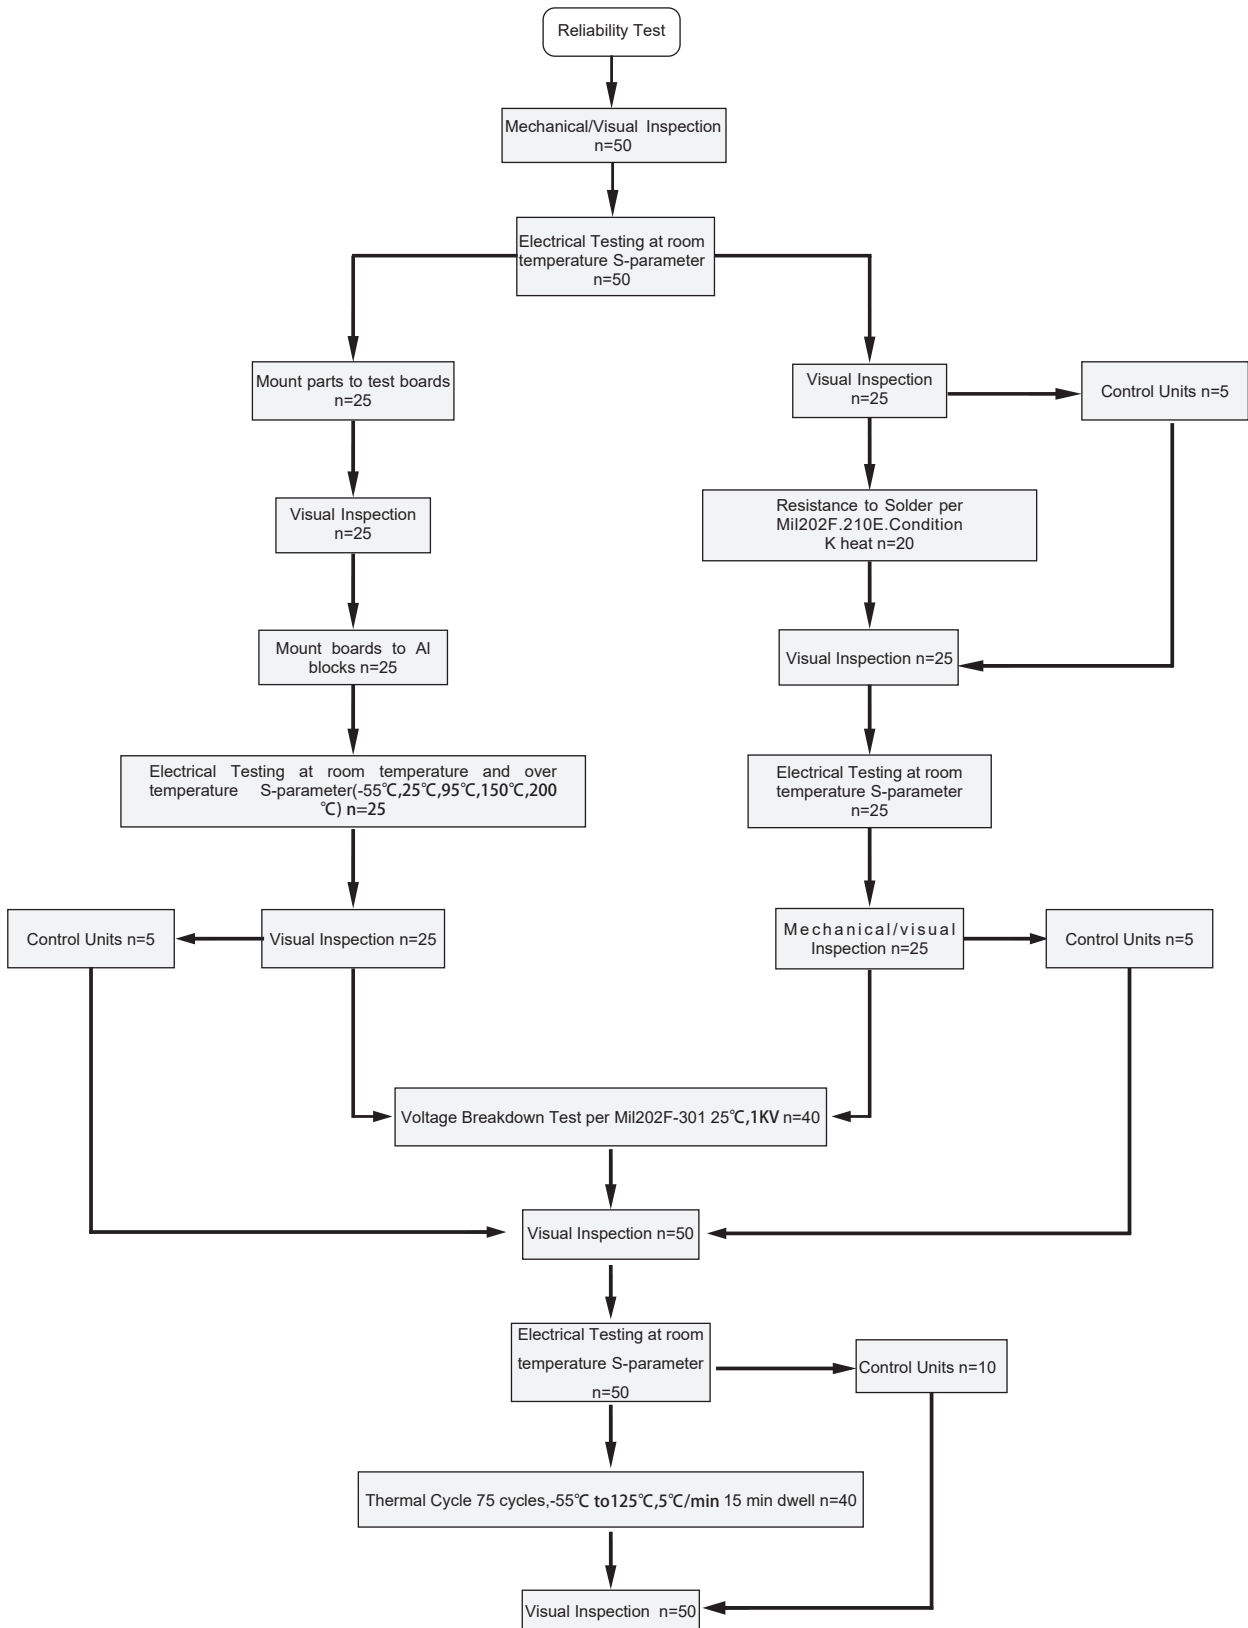 Reliability Test
Mechanical/Visual Inspection
n=50
Electrical Testing at room
temperature S-parameter
n=50
Mount parts to test boards
n=25
Visual Inspection
n=25
Control Units n=5
Visual Inspection
n=25
Resistance to Solder per
Mil202F.210E.Condition
K heat n=20
Mount boards to Al
blocks n=25
Visual Inspection n=25
Electrical Testing at room temperature and over
temperature S-parameter(-55℃,25℃,95℃,150℃,200
℃) n=25
Electrical Testing at room
temperature S-parameter
n=25
Control Units n=5
Visual Inspection n=25
Mechanical/visual
Inspection n=25
Control Units n=5
Voltage Breakdown Test per Mil202F-301 25℃,1KV n=40
Visual Inspection n=50
Electrical Testing at room
temperature S-parameter
n=50
Control Units n=10
Thermal Cycle 75 cycles,-55℃ to125℃,5℃/min 15 min dwell n=40
Visual Inspection n=50